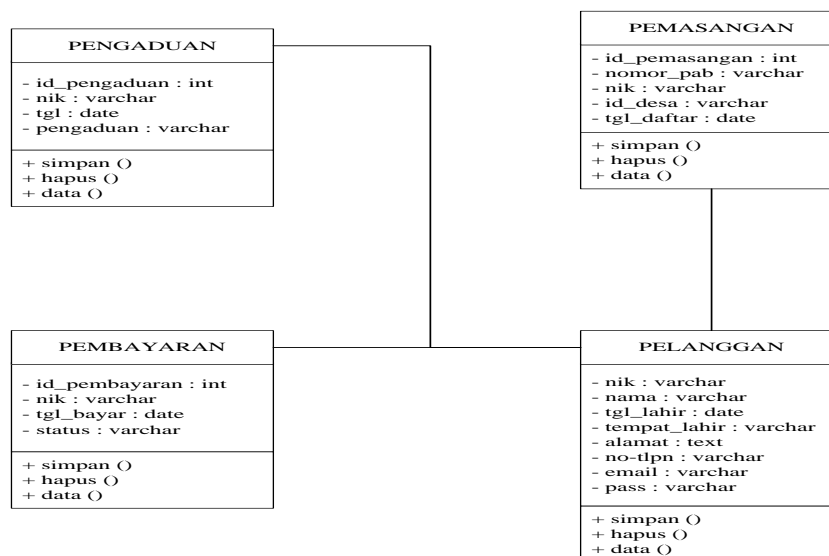 PENGADUAN
- id_pengaduan : int
- nik : varchar
- tgl : date
- pengaduan : varchar
+ simpan ()
+ hapus ()
+ data ()
PEMASANGAN
- id_pemasangan : int
- nomor_pab : varchar
- nik : varchar
- id_desa : varchar
- tgl_daftar : date
+ simpan ()
+ hapus ()
+ data ()
PEMBAYARAN
- id_pembayaran : int
- nik : varchar
- tgl_bayar : date
- status : varchar
+ simpan ()
+ hapus ()
+ data ()
PELANGGAN
- nik : varchar
- nama : varchar
- tgl_lahir : date
- tempat_lahir : varchar
- alamat : text
- no-tlpn : varchar
- email : varchar
- pass : varchar
+ simpan ()
+ hapus ()
+ data ()